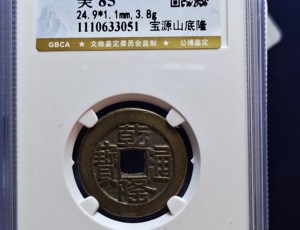 美 85
24.9*1.1mm,3.8g
1110633051 宝源山底隆
GBCA ★ 文物鉴定委员会监制 ★ 公博鉴定
乾隆通寶